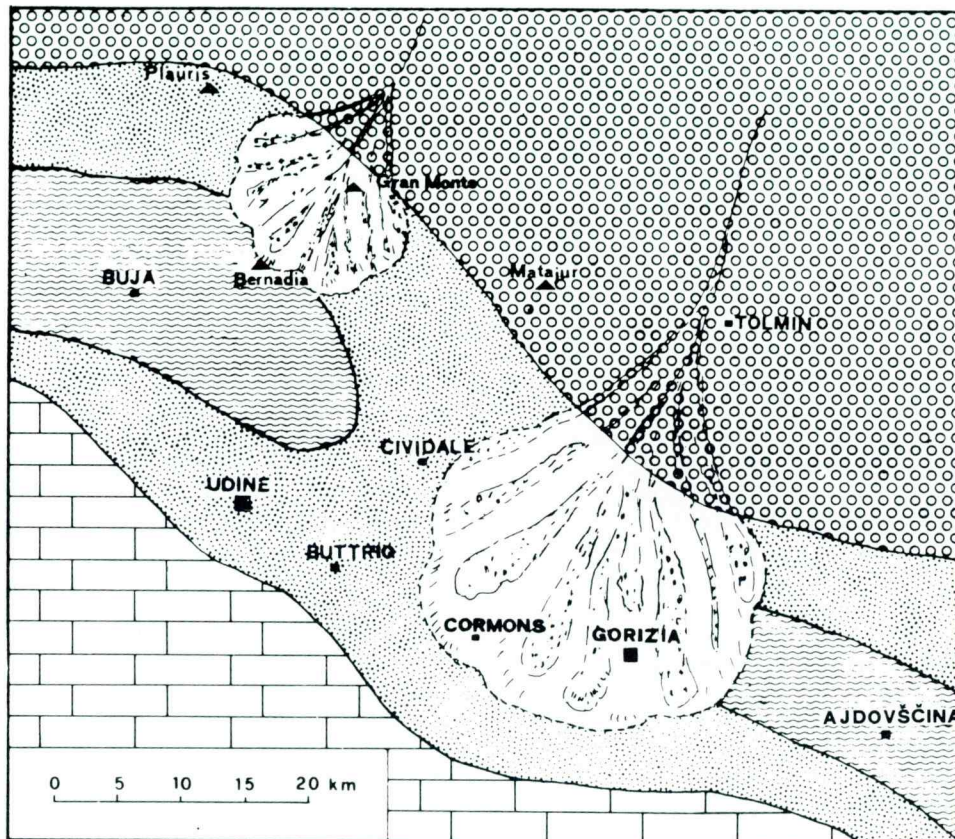 Plauris
Gran Monte
Bernadia
BUJA
Matajur
TOLMIN
CIVIDALE
UDINE
BUTTRIO
CORMONS
GORIZIA
AJDOVŠČINA
0 5 10 15 20 km